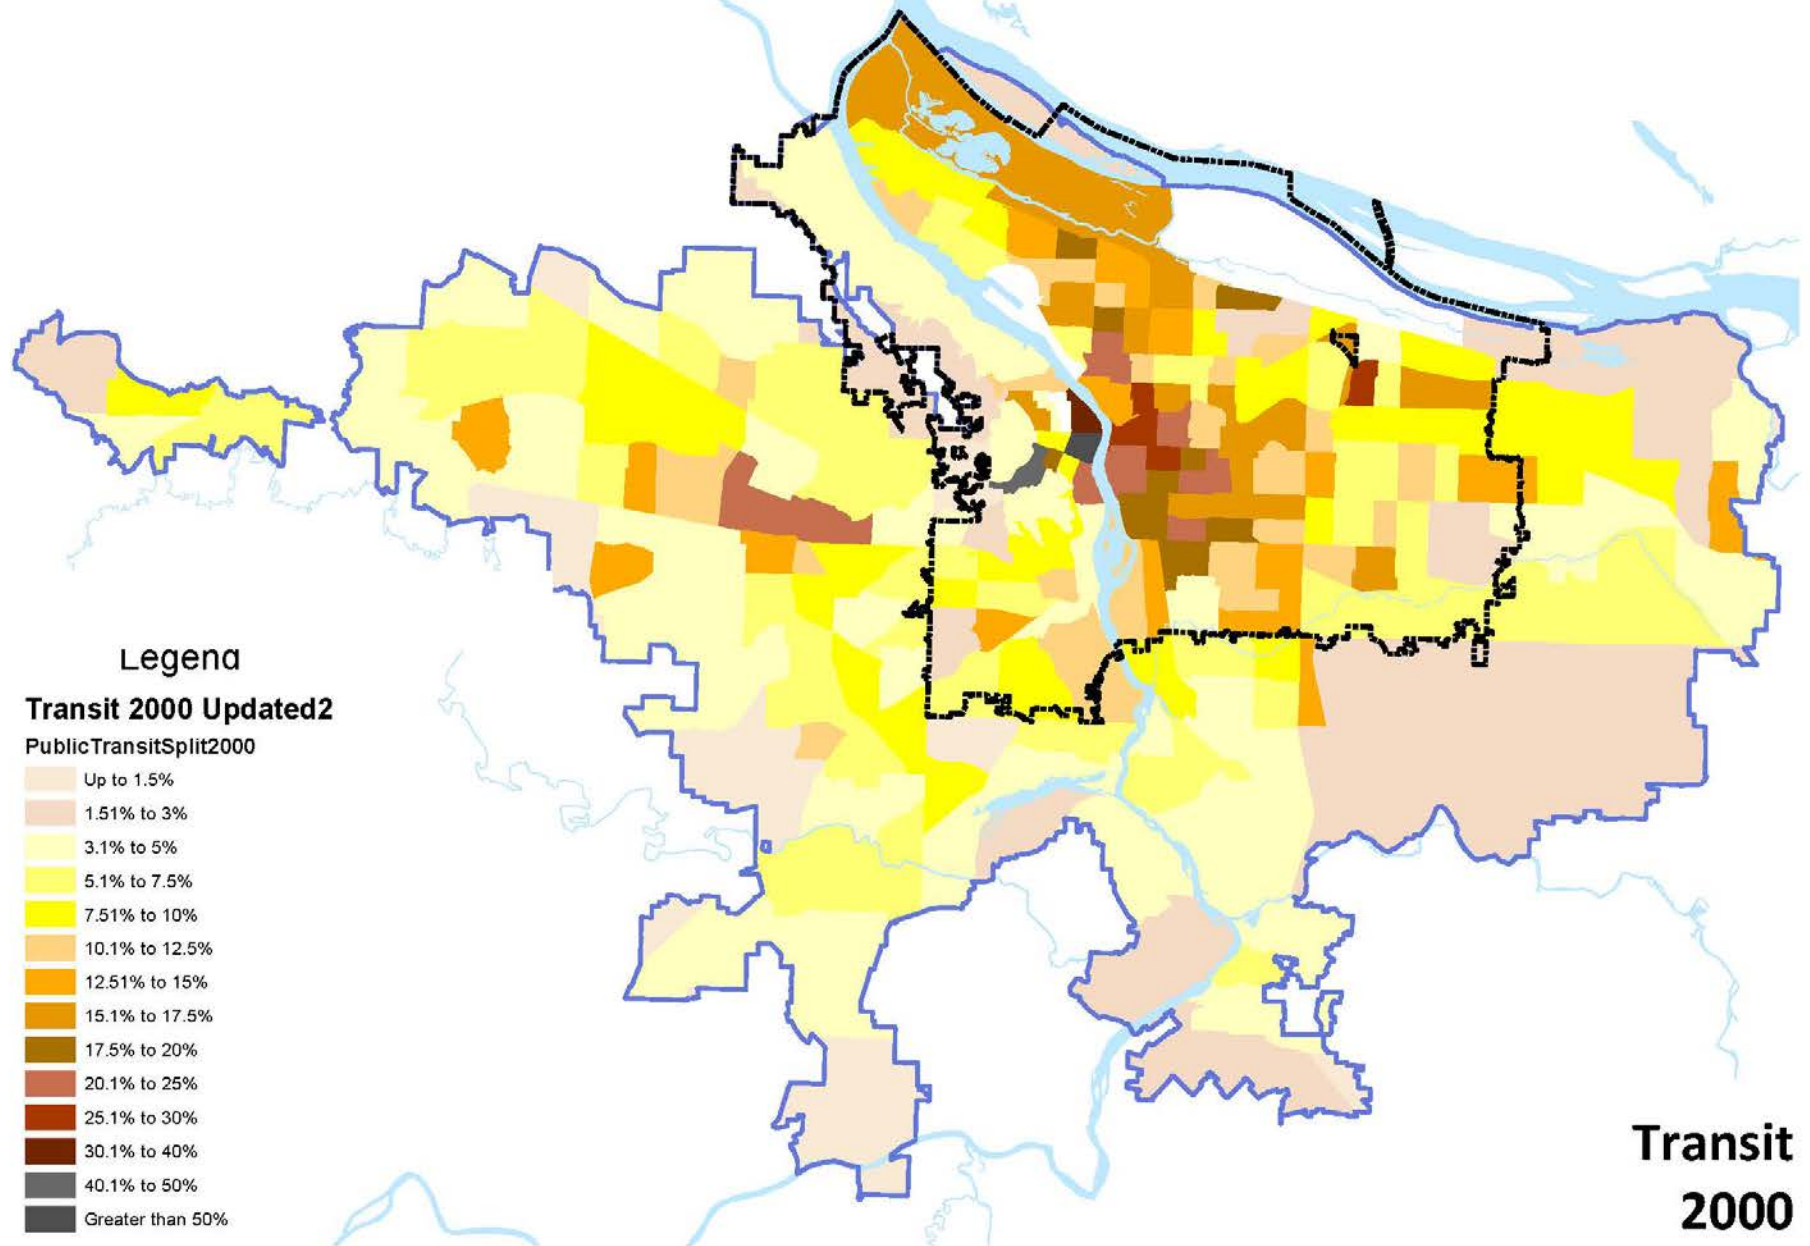 Legend
Transit 2000 Updated2
PublicTransitSplit2000
Up to 1.5%
1.51% to 3%
3.1% to 5%
5.1% to 7.5%
7.51% to 10%
10.1% to 12.5%
12.51% to 15%
15.1% to 17.5%
17.5% to 20%
20.1% to 25%
25.1% to 30%
30.1% to 40%
40.1% to 50%
Greater than 50%
Transit
2000